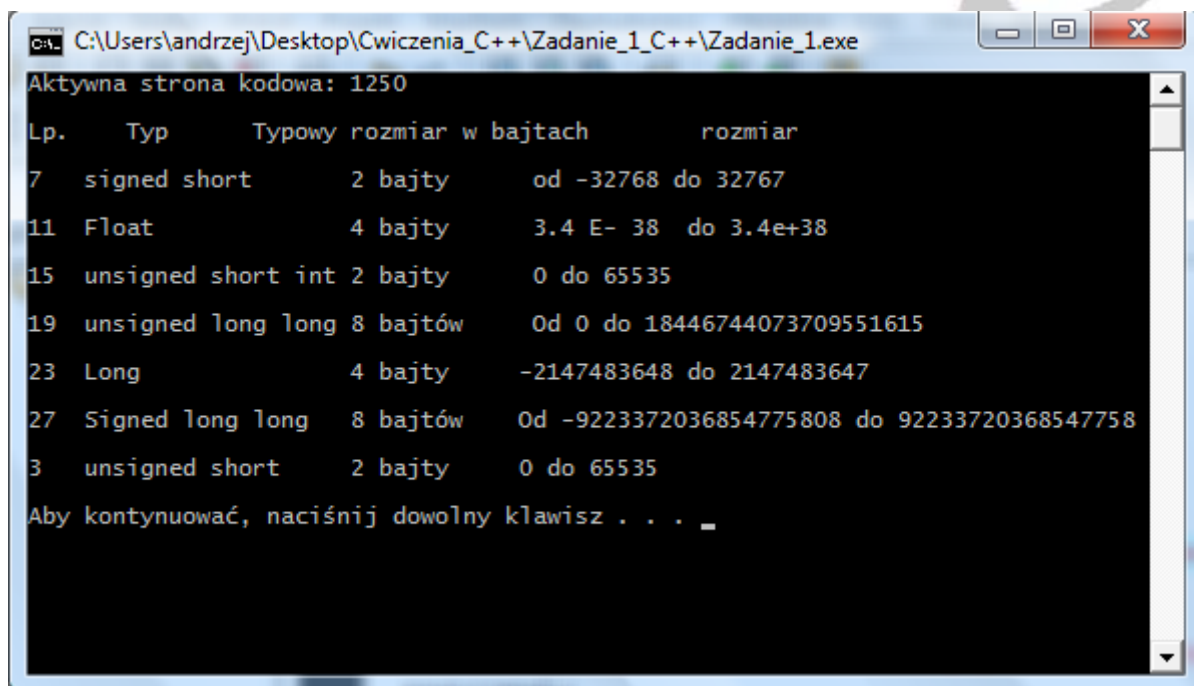 C:\Users\andrzej\Desktop\Cwiczenia_C++\Zadanie_1_C++\Zadanie_1.exe
Aktywna strona kodowa: 1250
Lp. Typ Typowy rozmiar w bajtach rozmiar
7 signed short 2 bajty od -32768 do 32767
11 Float 4 bajty 3.4 E- 38 do 3.4e+38
15 unsigned short int 2 bajty 0 do 65535
19 unsigned long long 8 bajtów Od 0 do 18446744073709551615
23 Long 4 bajty -2147483648 do 2147483647
27 Signed long long 8 bajtów Od -9223372036854775808 do 92233720368547758
3 unsigned short 2 bajty 0 do 65535
Aby kontynuować, naciśnij dowolny klawisz . . . _